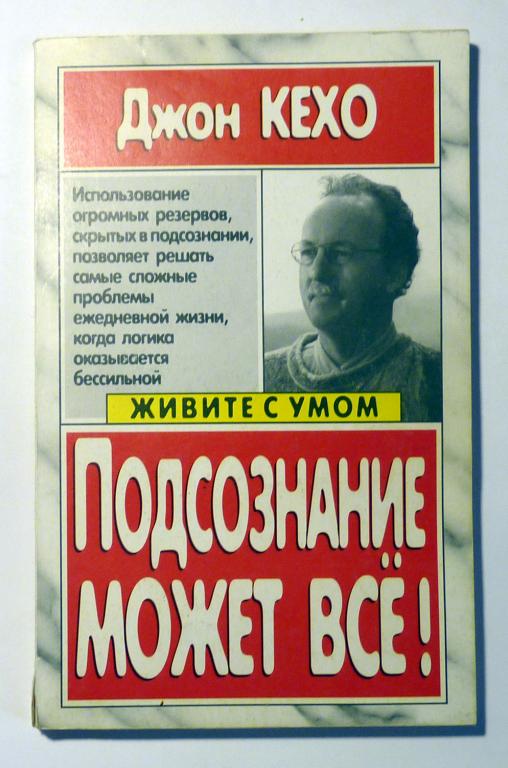 Джон КЕХО
Использование
огромных резервов,
скрытых в подсознании,
позволяет решать
самые сложные
проблемы
ежедневной жизни,
когда логика
оказывается
бессильной
ЖИВИТЕ С УМОМ
ПОДСОЗНАНИЕ
МОЖЕТ ВСЁ!